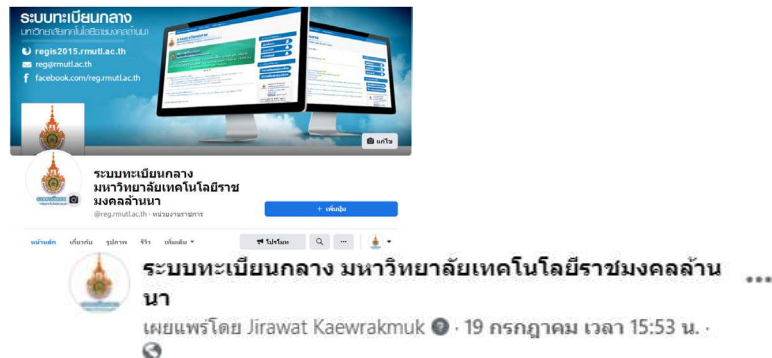 ระบบทะเบียนกลาง
มหาวิทยาลัยเทคโนโลยีราชมงคลล้านนา
regis2015.rmutl.ac.th
reg@rmutl.ac.th
facebook.com/reg.rmutl.ac.th
แก้ไข
ระบบทะเบียนกลาง
มหาวิทยาลัยเทคโนโลยีราช
มงคลล้านนา
@reg.rmutl.ac.th · หน่วยงานราชการ
+ เพิ่มปุ่ม
หน้าหลัก เกี่ยวกับ รูปภาพ รีวิว เพิ่มเติม โปรโมท
ระบบทะเบียนกลาง มหาวิทยาลัยเทคโนโลยีราชมงคลล้าน
นา
เผยแพร่โดย Jirawat Kaewrakmuk · 19 กรกฎาคม เวลา 15:53 น. ·